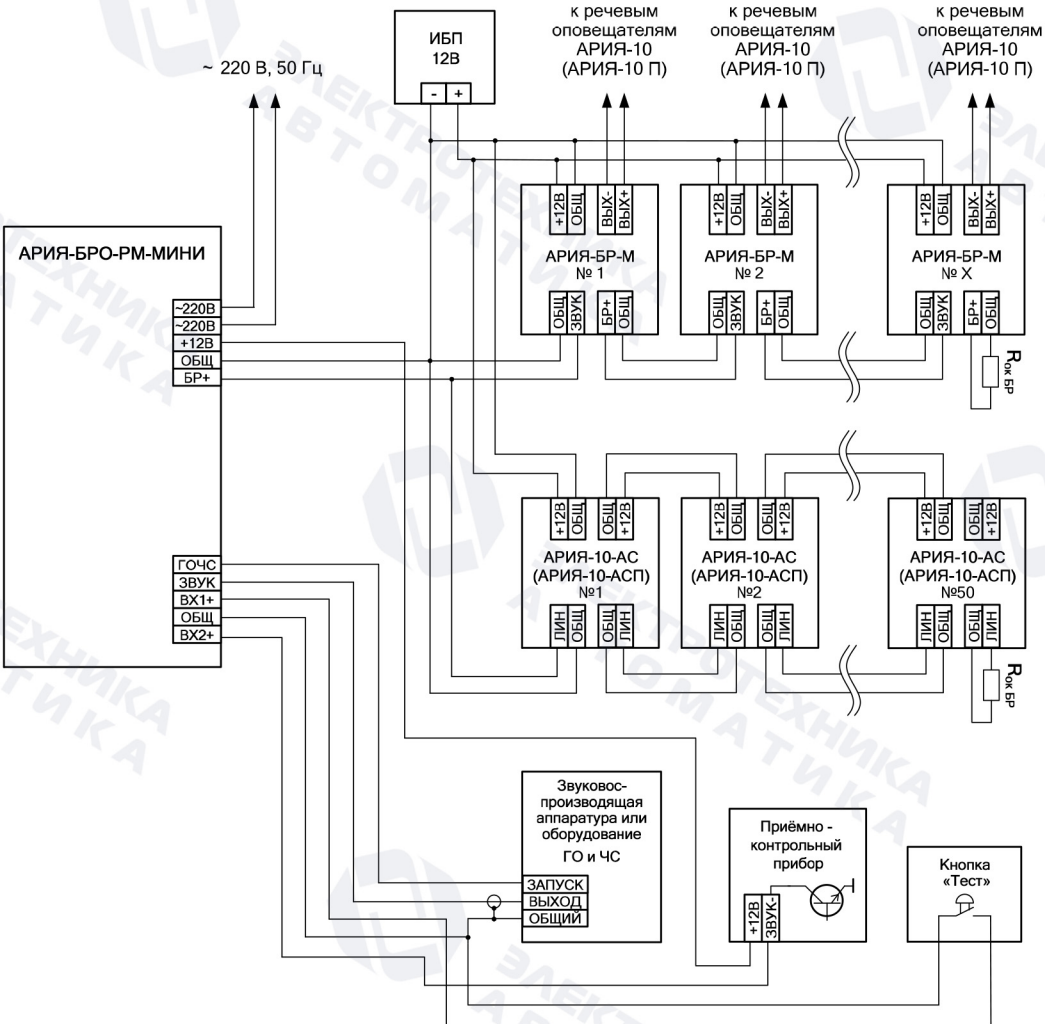 к речевым
оповещателям
АРИЯ-10
(АРИЯ-10 П)
к речевым
оповещателям
АРИЯ-10
(АРИЯ-10 П)
к речевым
оповещателям
АРИЯ-10
(АРИЯ-10 П)
ИБП
12В
- +
~ 220 В, 50 Гц
+12В ОБЩ ВЫХ- ВЫХ+
+12В ОБЩ ВЫХ- ВЫХ+
+12В ОБЩ ВЫХ- ВЫХ+
АРИЯ-БР-М
№ 1
АРИЯ-БР-М
№ 2
АРИЯ-БР-М
№ X
ОБЩ ЗВУК БР+ ОБЩ
ОБЩ ЗВУК БР+ ОБЩ
ОБЩ ЗВУК БР+ ОБЩ
Rок БР
АРИЯ-БРО-РМ-МИНИ
~220В
~220В
+12В
ОБЩ
БР+
+12В ОБЩ ОБЩ +12В
+12В ОБЩ ОБЩ +12В
+12В ОБЩ ОБЩ +12В
АРИЯ-10-АС
(АРИЯ-10-АСП)
№1
АРИЯ-10-АС
(АРИЯ-10-АСП)
№2
АРИЯ-10-АС
(АРИЯ-10-АСП)
№50
ЛИН ОБЩ ОБЩ ЛИН
ЛИН ОБЩ ОБЩ ЛИН
ЛИН ОБЩ ОБЩ ЛИН
Rок БР
ГОЧС
ЗВУК
ВХ1+
ОБЩ
ВХ2+
Звуковос-
производящая
аппаратура или
оборудование
ГО и ЧС
ЗАПУСК
ВЫХОД
ОБЩИЙ
Приёмно -
контрольный
прибор
+12В ЗВУК-
Кнопка
«Тест»
ЭЛЕКТРОТЕХНИКА
АВТОМАТИКА